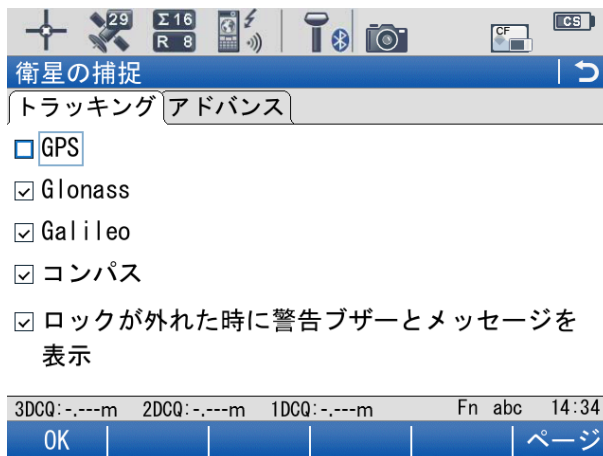 29 Σ16 CF CS
R 8
衛星の捕捉
トラッキング アドバンス
GPS
Glonass
Galileo
コンパス
ロックが外れた時に警告ブザーとメッセージを
表示
3DCQ:-.---m 2DCQ:-.---m 1DCQ:-.---m Fn abc 14:34
OK ページ